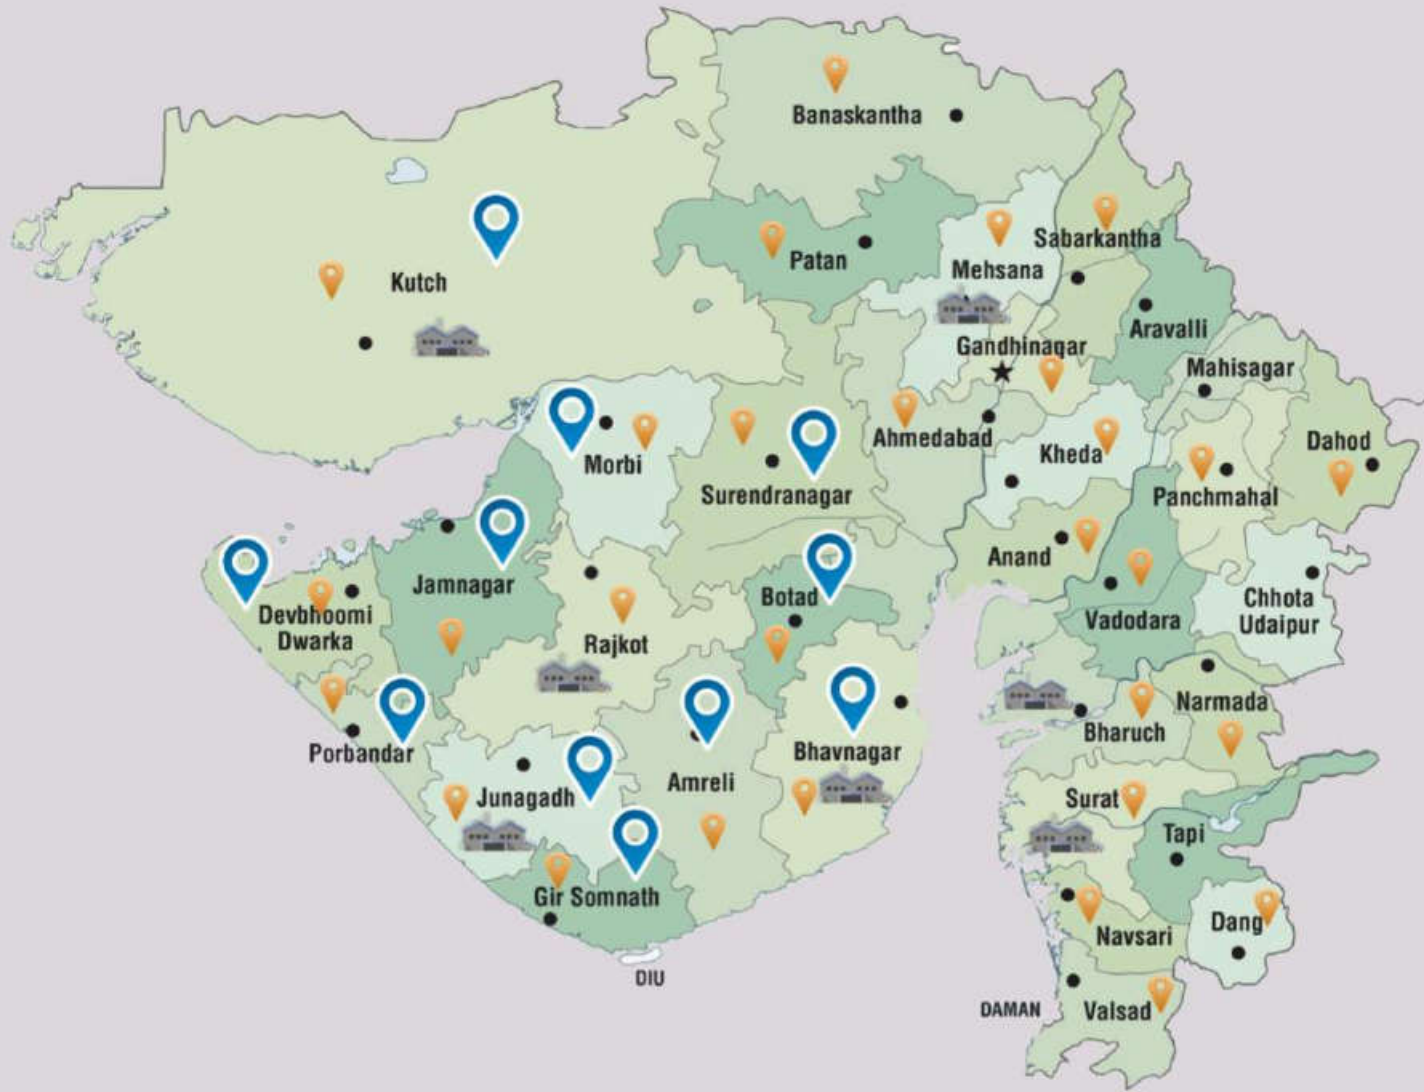 Banaskantha
Patan
Mehsana
Sabarkantha
Kutch
Aravalli
Gandhinagar
Mahisagar
Ahmedabad
Kheda
Dahod
Morbi
Surendranagar
Panchmahal
Anand
Jamnagar
Botad
Vadodara
Chhota
Udaipur
Devbhoomi
Dwarka
Rajkot
Narmada
Bharuch
Porbandar
Bhavnagar
Amreli
Junagadh
Surat
Tapi
Gir Somnath
Dang
Navsari
DIU
DAMAN
Valsad